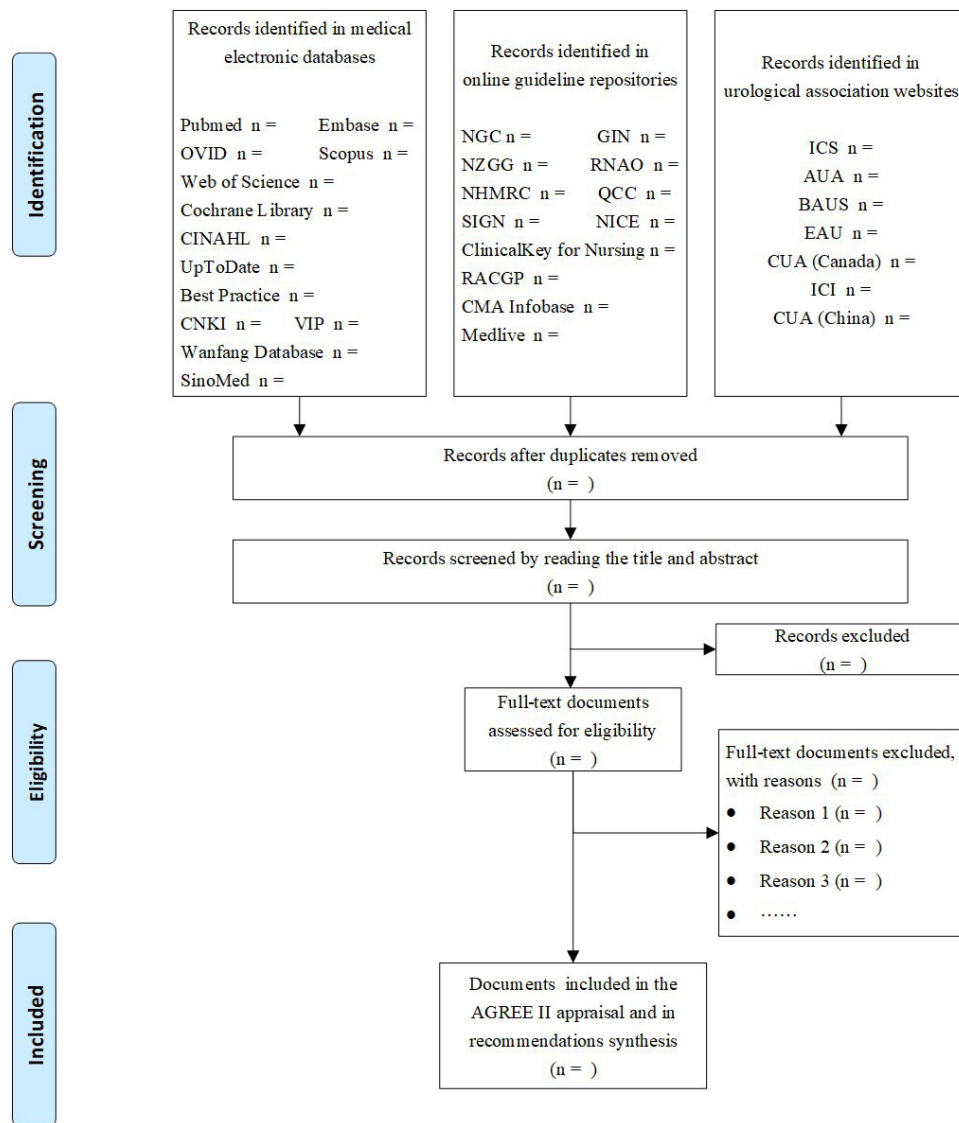 Identification
Records identified in medical
electronic databases
Pubmed n = Embase n =
OVID n = Scopus n =
Web of Science n =
Cochrane Library n =
CINAHL n =
UpToDate n =
Best Practice n =
CNKI n = VIP n =
Wanfang Database n =
SinoMed n =
Records identified in
online guideline repositories
NGC n = GIN n =
NZGG n = RNAO n =
NHMRC n = QCC n =
SIGN n = NICE n =
ClinicalKey for Nursing n =
RACGP n =
CMA Infobase n =
Medlive n =
Records identified in
urological association websites
ICS n =
AUA n =
BAUS n =
EAU n =
CUA (Canada) n =
ICI n =
CUA (China) n =
Screening
Records after duplicates removed
(n = )
Records screened by reading the title and abstract
(n = )
Records excluded
(n = )
Eligibility
Full-text documents
assessed for eligibility
(n = )
Full-text documents excluded,
with reasons (n = )
● Reason 1 (n = )
● Reason 2 (n = )
● Reason 3 (n = )
● ……
Included
Documents included in the
AGREE II appraisal and in
recommendations synthesis
(n = )